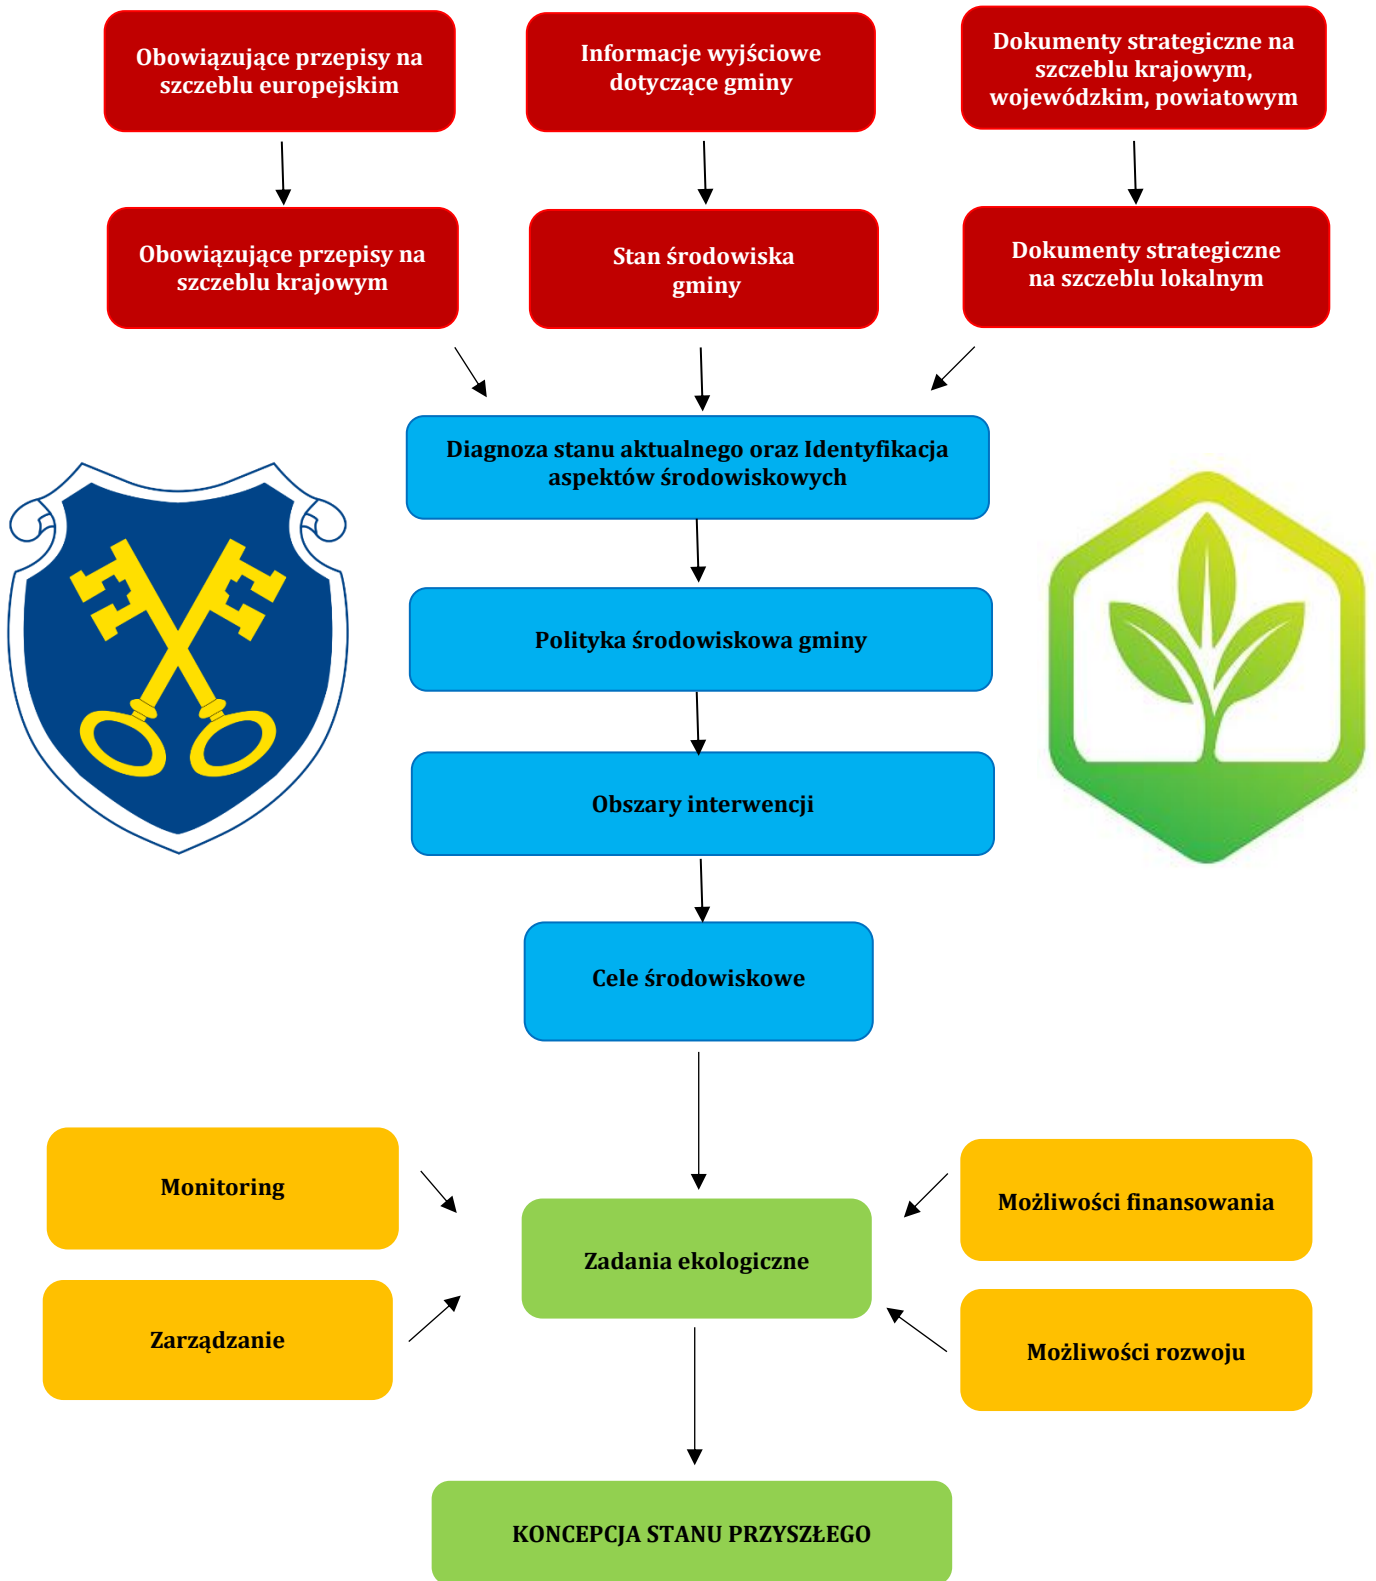 Obowiązujące przepisy na
szczeblu europejskim
Informacje wyjściowe
dotyczące gminy
Dokumenty strategiczne na
szczeblu krajowym,
wojewódzkim, powiatowym
Obowiązujące przepisy na
szczeblu krajowym
Stan środowiska
gminy
Dokumenty strategiczne
na szczeblu lokalnym
Diagnoza stanu aktualnego oraz Identyfikacja
aspektów środowiskowych
Polityka środowiskowa gminy
Obszary interwencji
Cele środowiskowe
Monitoring
Możliwości finansowania
Zadania ekologiczne
Zarządzanie
Możliwości rozwoju
KONCEPCJA STANU PRZYSZŁEGO